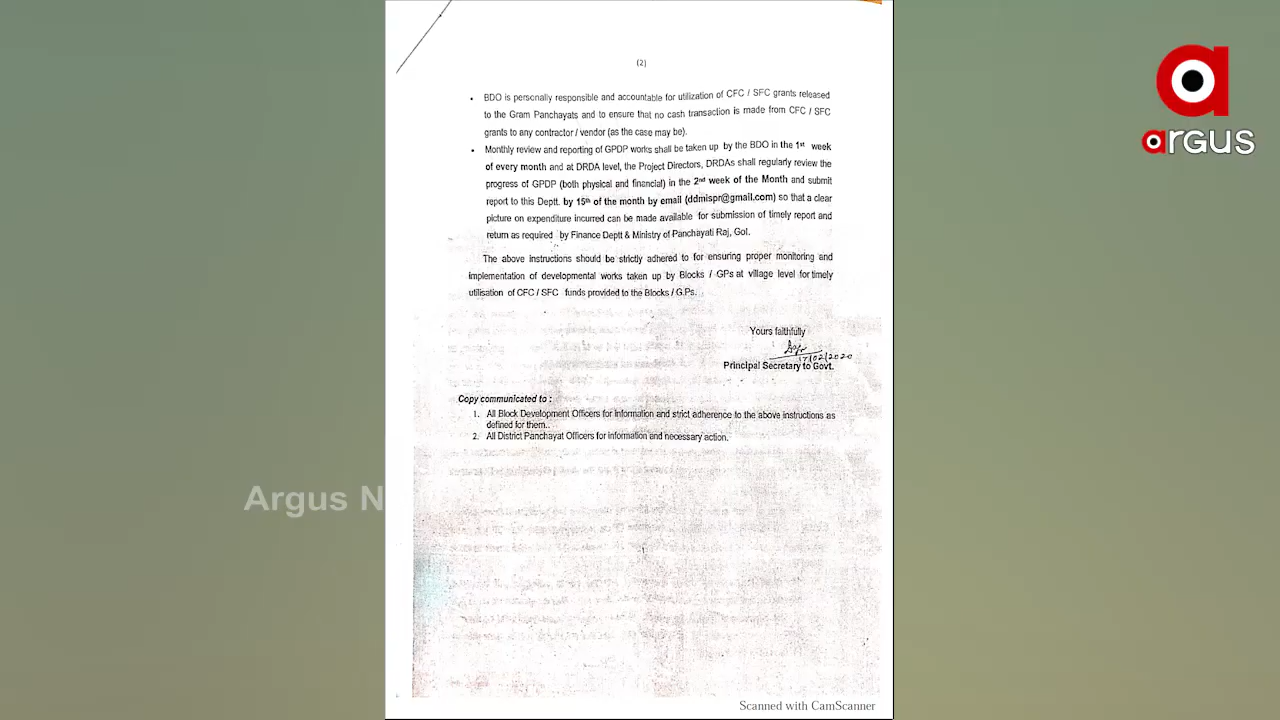 (2)
argus
• BDO is personally responsible and accountable for utilization of CFC / SFC grants released
to the Gram Panchayats and to ensure that no cash transaction is made from CFC / SFC
grants to any contractor / vendor (as the case may be).
• Monthly review and reporting of GPDP works shall be taken up by the BDO in the 1st week
of every month and at DRDA level, the Project Directors, DRDAs shall regularly review the
progress of GPDP (both physical and financial) in the 2nd week of the Month and submit
report to this Deptt. by 15th of the month by email (ddmispr@gmail.com) so that a clear
picture on expenditure incurred can be made available for submission of timely report and
return as required by Finance Deptt & Ministry of Panchayati Raj, GoI.
The above instructions should be strictly adhered to for ensuring proper monitoring and
implementation of developmental works taken up by Blocks / GPs at village level for timely
utilisation of CFC / SFC funds provided to the Blocks / G.Ps.
Yours faithfully
17/02/2020
Principal Secretary to Govt.
Copy communicated to :
1. All Block Development Officers for information and strict adherence to the above instructions as
defined for them..
2. All District Panchayat Officers for information and necessary action.
Argus N
Scanned with CamScanner